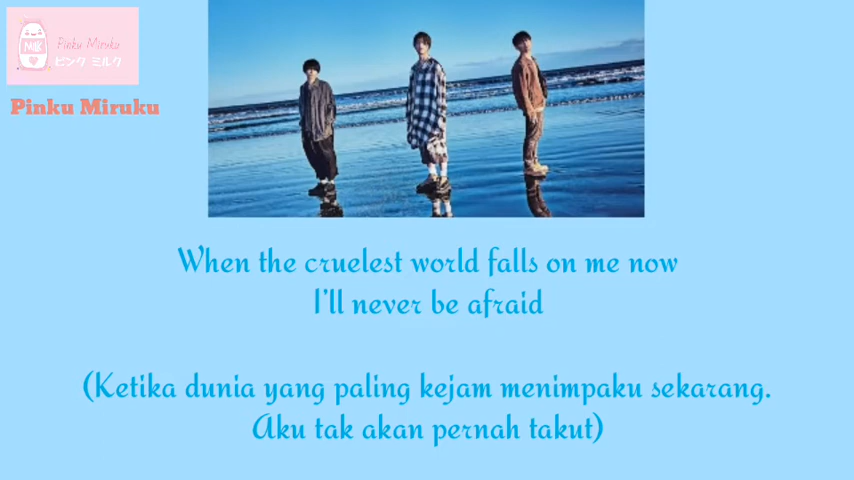 MilK
Pinku Miruku
ピンク ミルク
Pinku Miruku
When the cruelest world falls on me now
I'll never be afraid
(Ketika dunia yang paling kejam menimpaku sekarang.
Aku tak akan pernah takut)